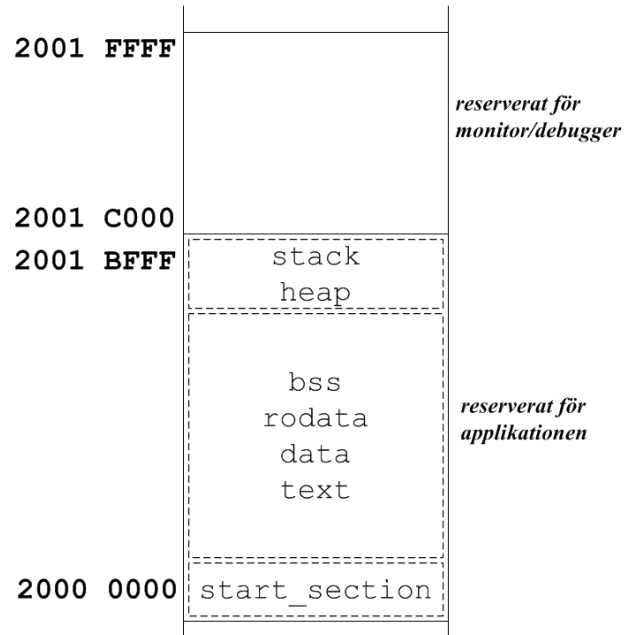 2001 FFFF
reserverat för
monitor/debugger
2001 C000
2001 BFFF
stack
heap
bss
rodata
data
text
reserverat för
applikationen
2000 0000
start_section